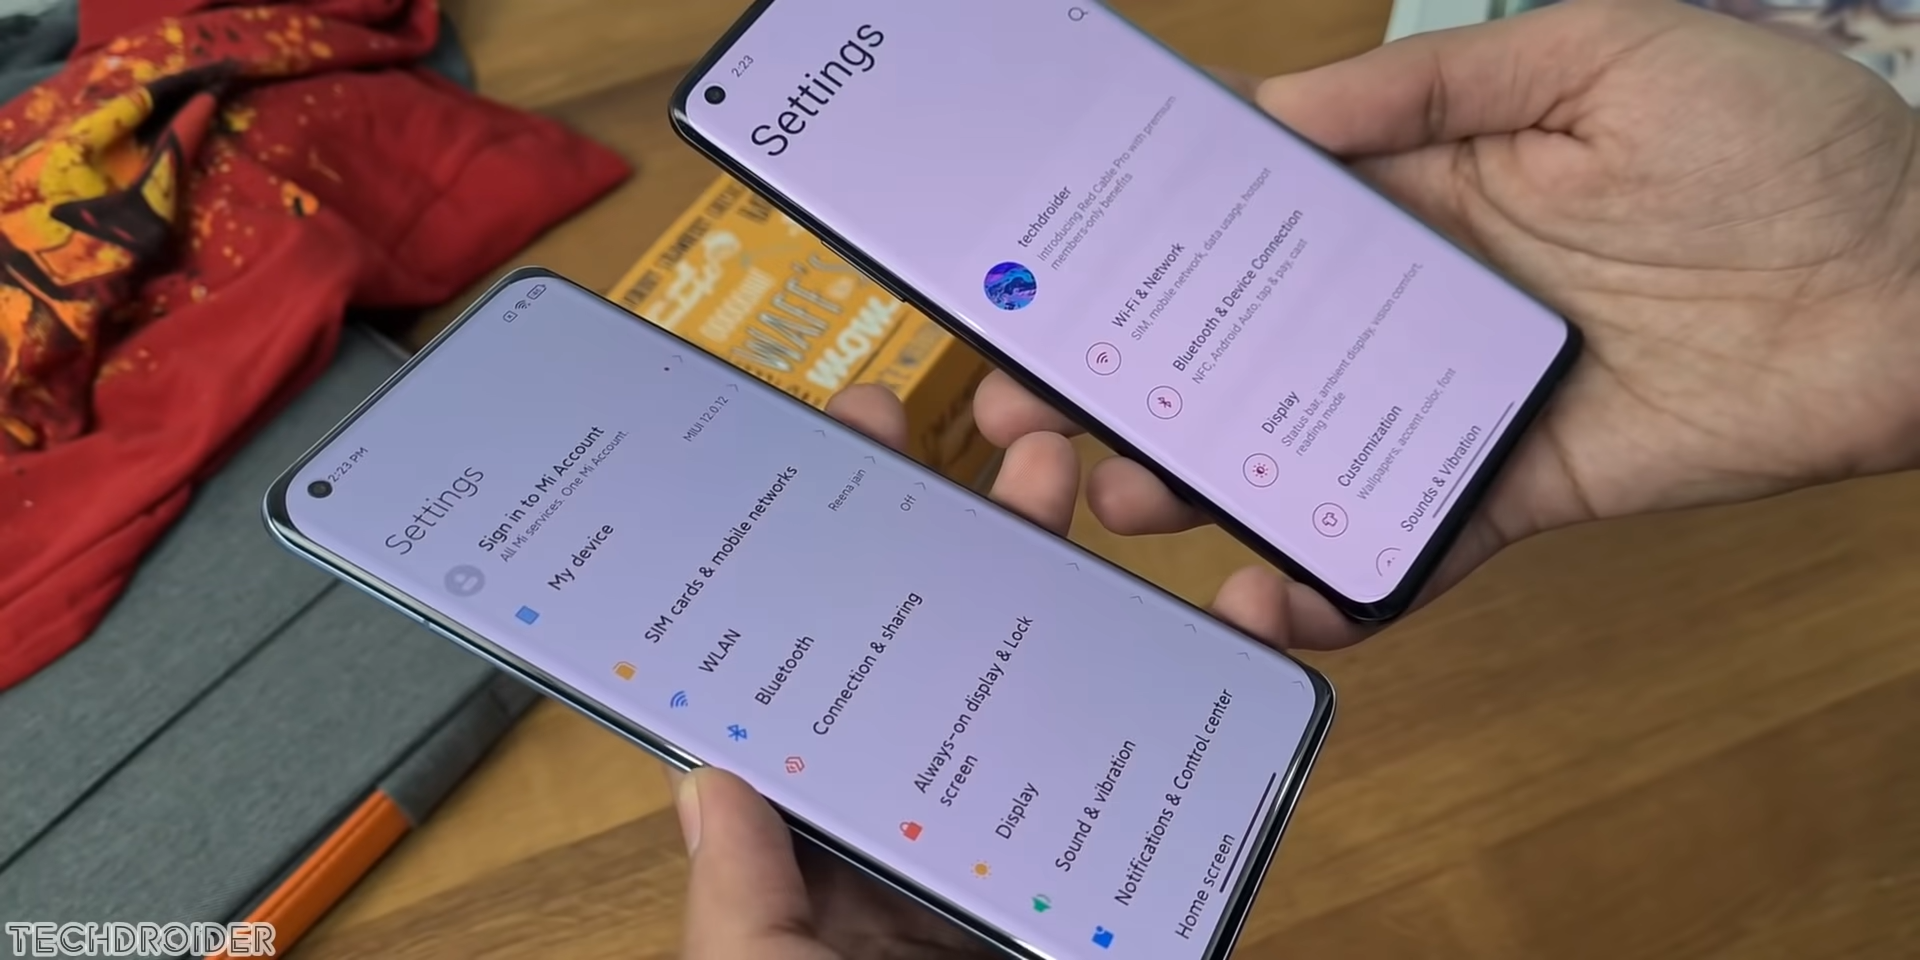 2:23
Settings
techdroider
Introducing Red Cable Pro with premium
members-only benefits
Wi-Fi & Network
SIM, mobile network, data usage, hotspot
Bluetooth & Device Connection
NFC, Android Auto, tap & pay, cast
Display
Status bar, ambient display, vision comfort,
reading mode
Customization
Wallpapers, accent color, font
Sounds & Vibration
2:23 PM
Settings
Sign in to Mi Account
All Mi services. One Mi Account.
My device
MIUI 12.0.12
SIM cards & mobile networks
WLAN
Reena jain
Bluetooth
Off
Connection & sharing
Always-on display & Lock
screen
Display
Sound & vibration
Notifications & Control center
Home screen
TECHDROIDER